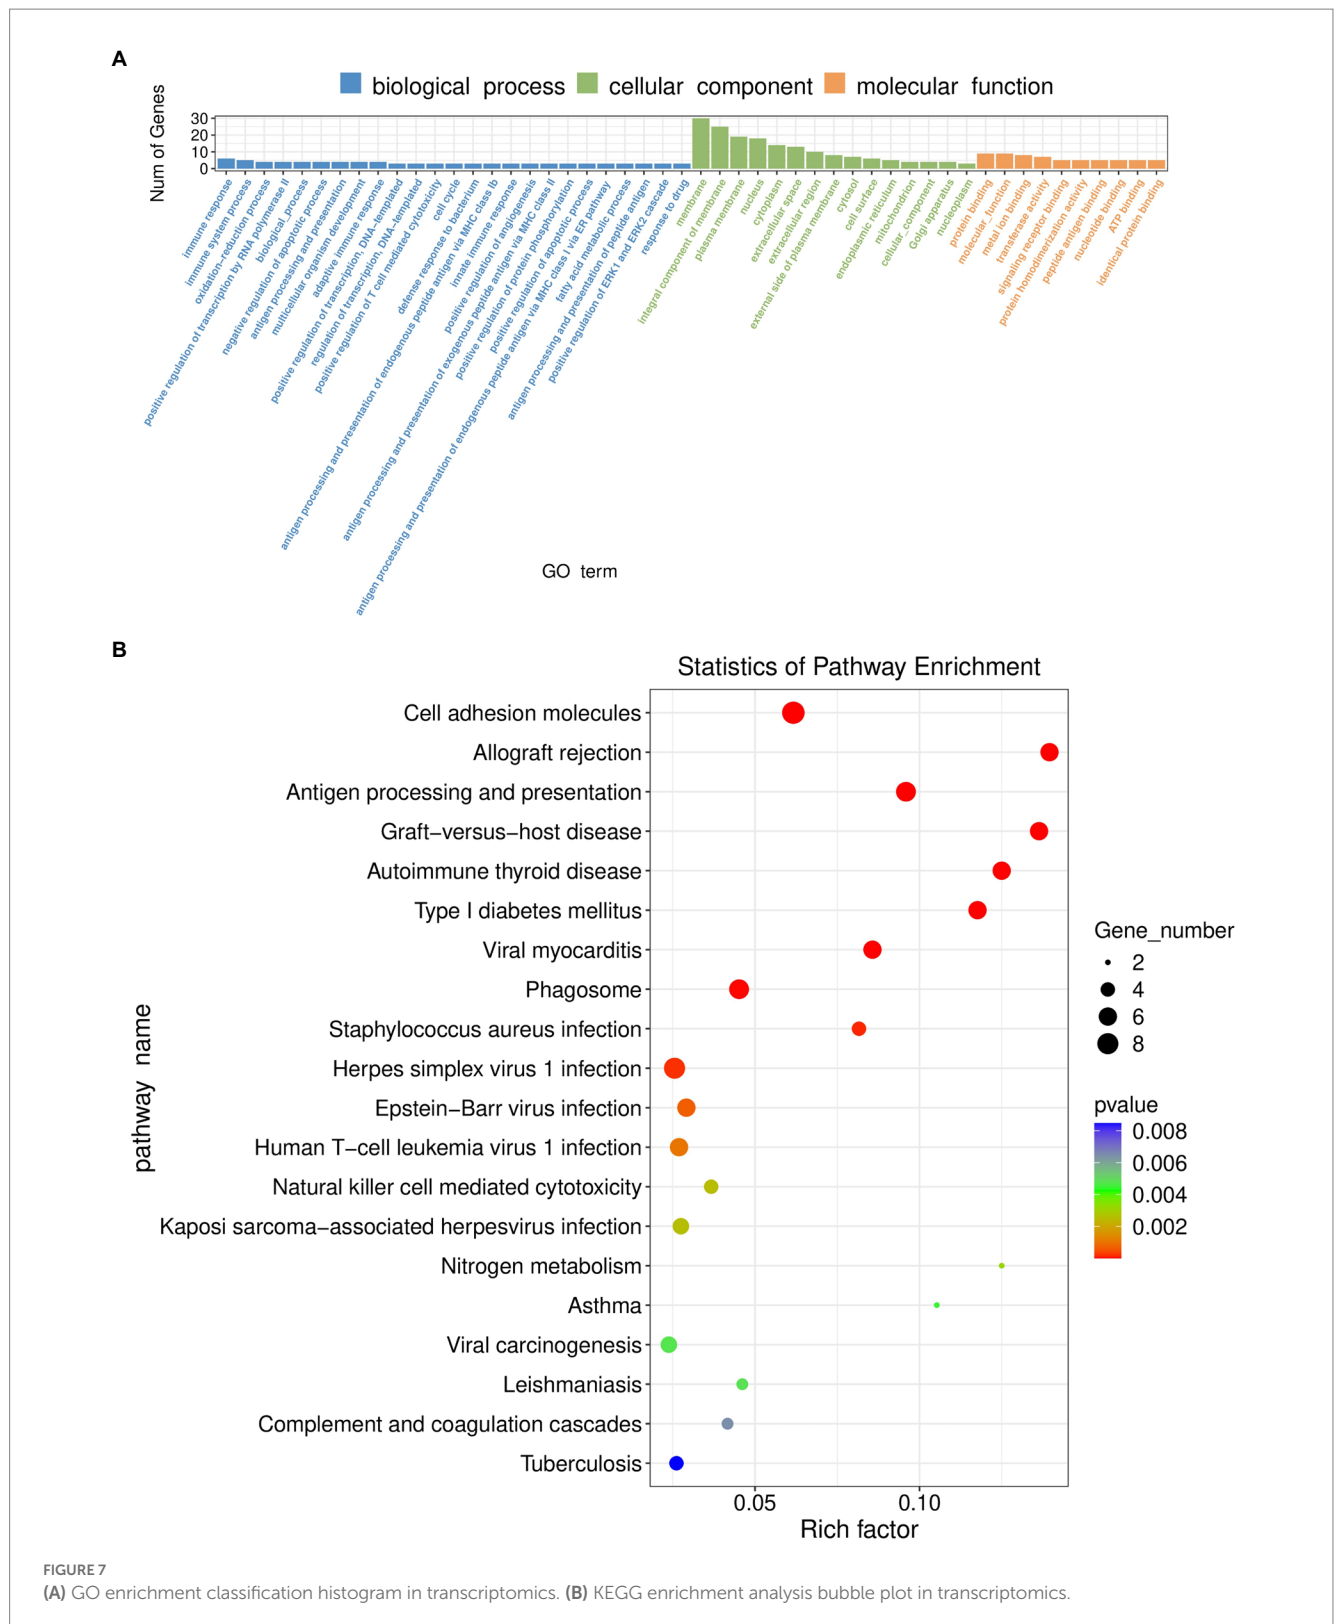 A
biological process cellular component molecular function
Num of Genes
30
20
10
0
immune response
immune system process
oxidation−reduction process
positive regulation of transcription by RNA polymerase II
biological_process
negative regulation of apoptotic process
antigen processing and presentation
multicellular organism development
adaptive immune response
positive regulation of transcription, DNA−templated
regulation of transcription, DNA−templated
positive regulation of T cell mediated cytotoxicity
cell cycle
defense response to bacterium
antigen processing and presentation of endogenous peptide antigen via MHC class Ib
innate immune response
positive regulation of angiogenesis
antigen processing and presentation of exogenous peptide antigen via MHC class II
positive regulation of protein phosphorylation
positive regulation of apoptotic process
antigen processing and presentation of endogenous peptide antigen via MHC class I via ER pathway
fatty acid metabolic process
antigen processing and presentation of peptide antigen
positive regulation of ERK1 and ERK2 cascade
response to drug
membrane
integral component of membrane
plasma membrane
nucleus
cytoplasm
extracellular space
extracellular region
external side of plasma membrane
cytosol
cell surface
endoplasmic reticulum
mitochondrion
cellular_component
Golgi apparatus
nucleoplasm
protein binding
molecular_function
metal ion binding
transferase activity
signaling receptor binding
protein homodimerization activity
peptide antigen binding
nucleotide binding
ATP binding
identical protein binding
GO term
B
Statistics of Pathway Enrichment
pathway name
Cell adhesion molecules
Allograft rejection
Antigen processing and presentation
Graft−versus−host disease
Autoimmune thyroid disease
Type I diabetes mellitus
Viral myocarditis
Phagosome
Staphylococcus aureus infection
Herpes simplex virus 1 infection
Epstein−Barr virus infection
Human T−cell leukemia virus 1 infection
Natural killer cell mediated cytotoxicity
Kaposi sarcoma−associated herpesvirus infection
Nitrogen metabolism
Asthma
Viral carcinogenesis
Leishmaniasis
Complement and coagulation cascades
Tuberculosis
0.05 0.10
Rich factor
Gene_number
2
4
6
8
pvalue
0.008
0.006
0.004
0.002
FIGURE 7
(A) GO enrichment classification histogram in transcriptomics. (B) KEGG enrichment analysis bubble plot in transcriptomics.